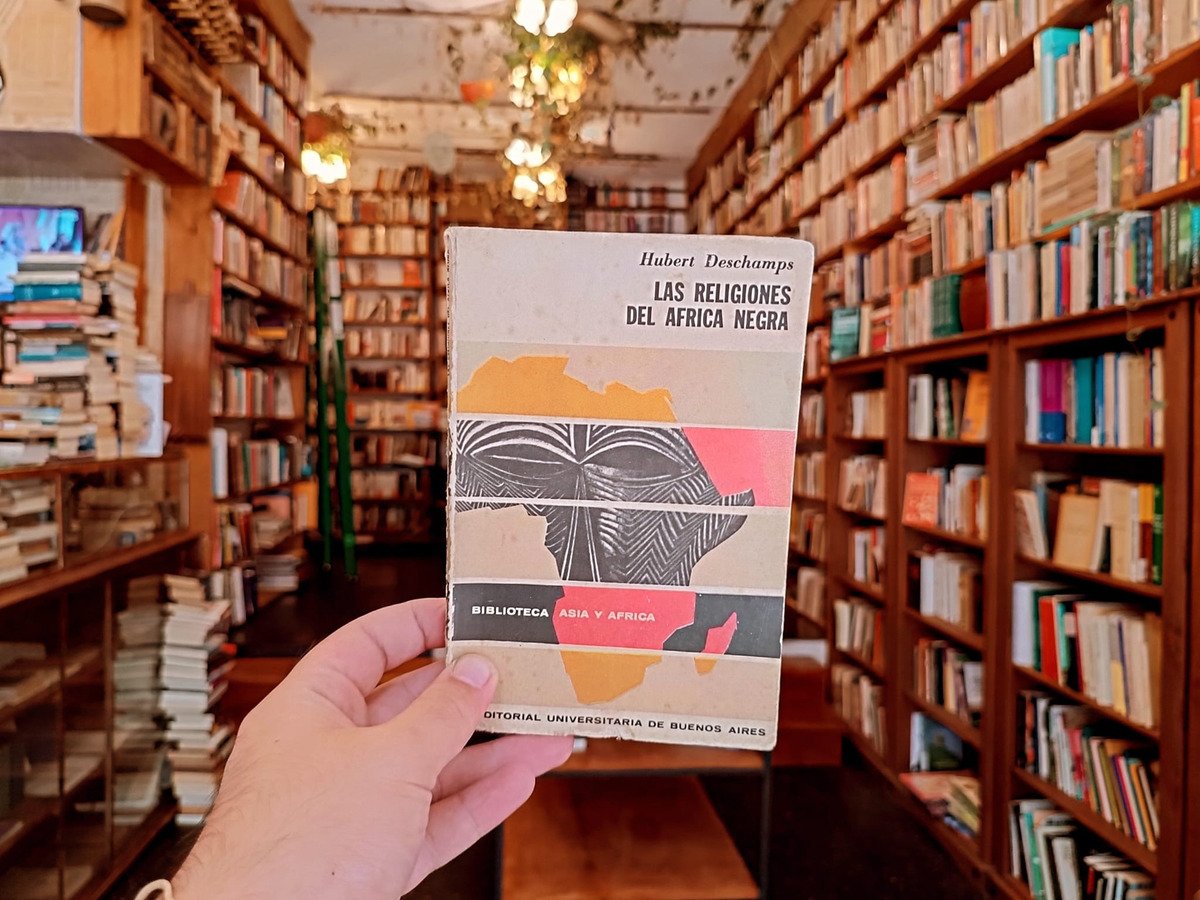 Hubert Deschamps
LAS RELIGIONES
DEL AFRICA NEGRA
BIBLIOTECA ASIA Y AFRICA
DITORIAL UNIVERSITARIA DE BUENOS AIRES